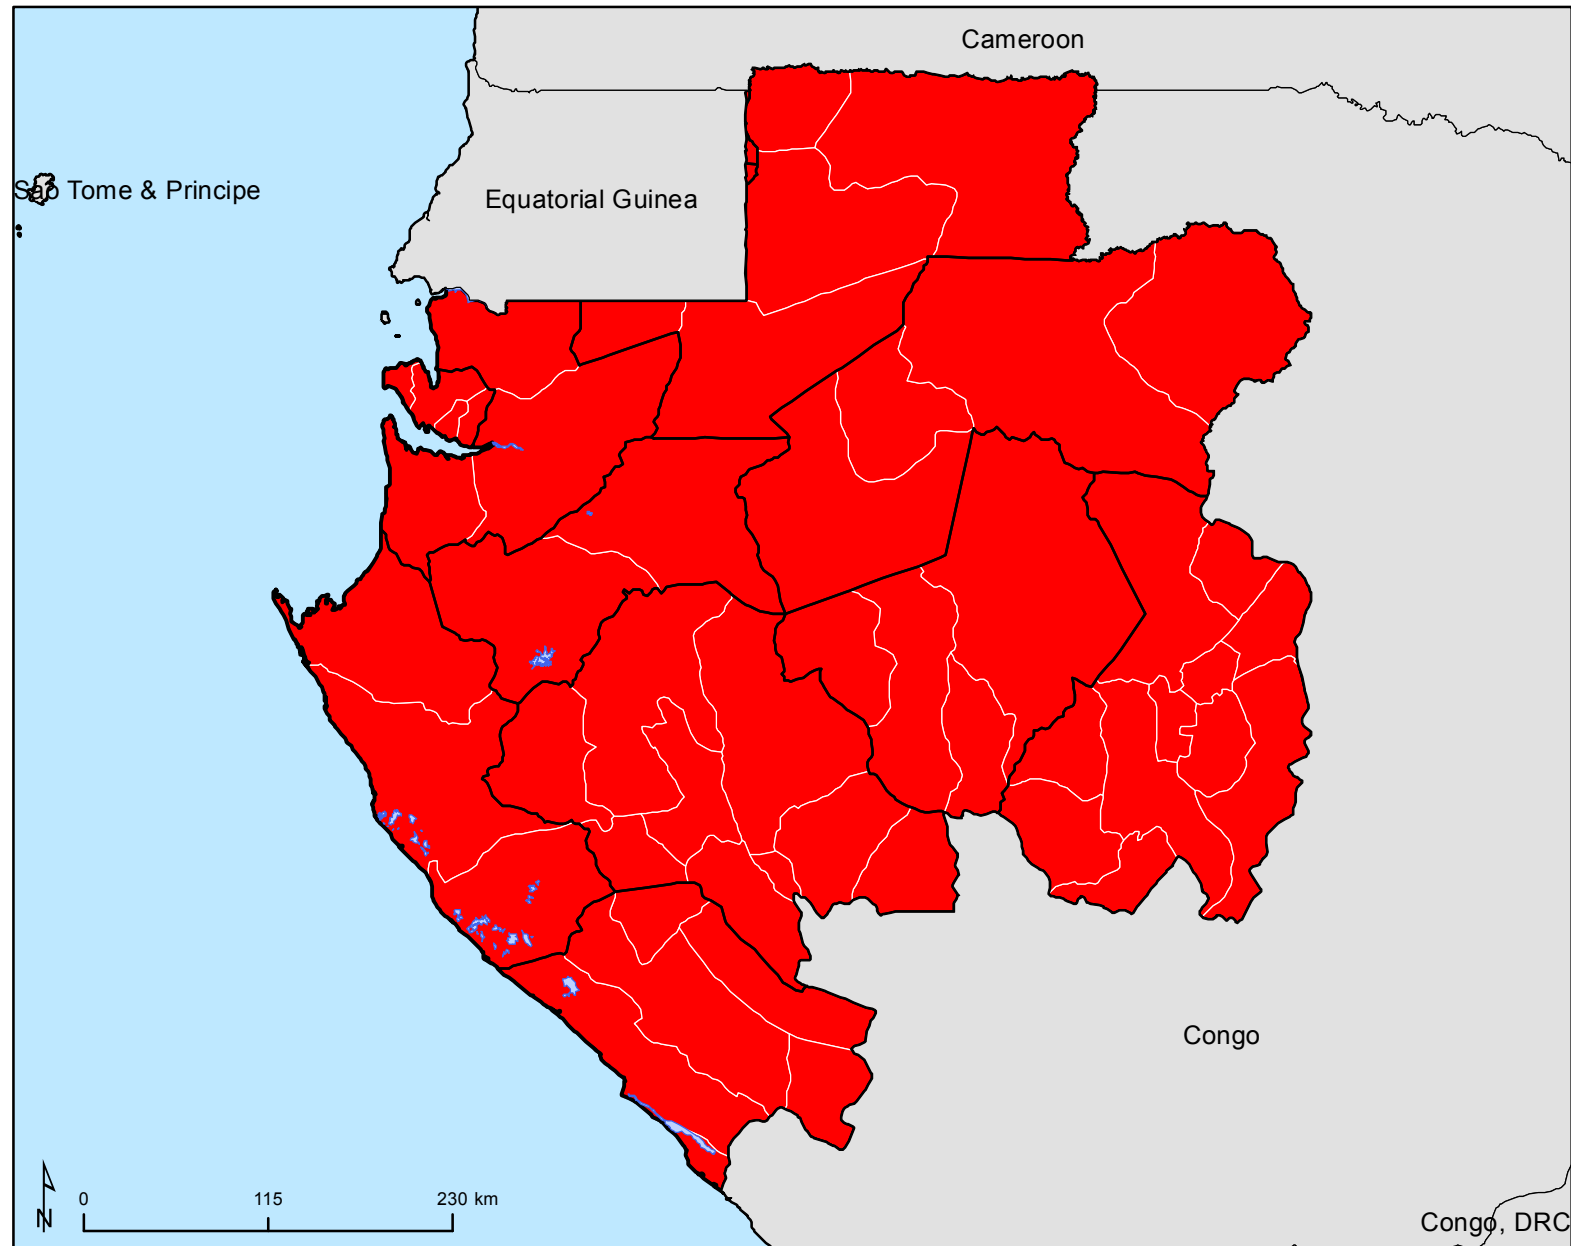 Cameroon
Sao Tome & Principe
Equatorial Guinea
Congo
N
0 115 230 km
Congo, DRC